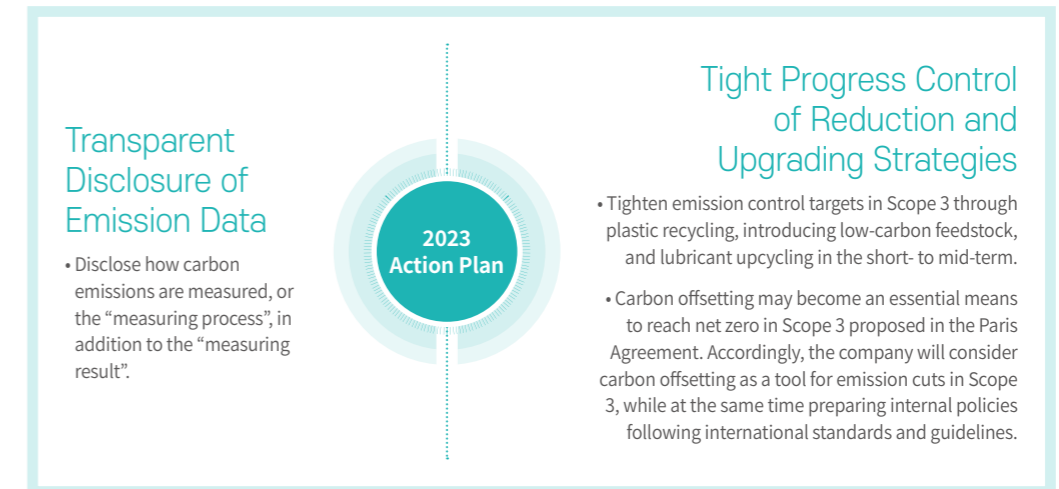 Transparent
Disclosure of
Emission Data
• Disclose how carbon
emissions are measured, or
the “measuring process”, in
addition to the “measuring
result”.
2023
Action Plan
Tight Progress Control
of Reduction and
Upgrading Strategies
• Tighten emission control targets in Scope 3 through
plastic recycling, introducing low-carbon feedstock,
and lubricant upcycling in the short- to mid-term.
• Carbon offsetting may become an essential means
to reach net zero in Scope 3 proposed in the Paris
Agreement. Accordingly, the company will consider
carbon offsetting as a tool for emission cuts in Scope
3, while at the same time preparing internal policies
following international standards and guidelines.